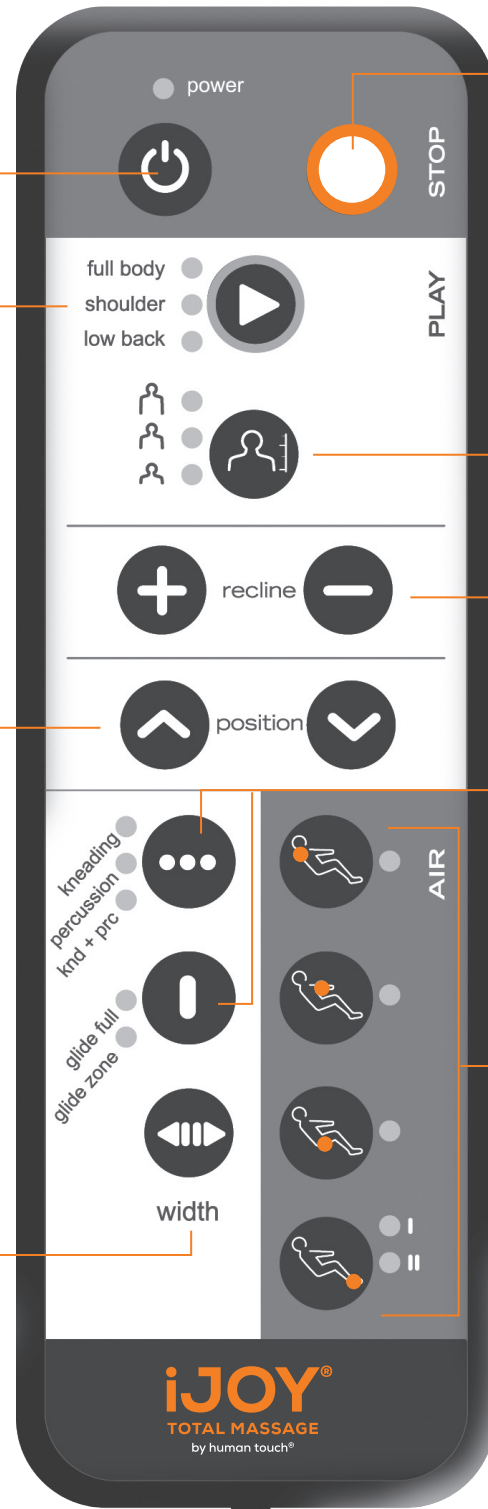 power
STOP
full body
shoulder
low back
PLAY
recline
position
kneading
percussion
knd + prc
AIR
glide full
glide zone
width
I
II
iJOY®
TOTAL MASSAGE
by human touch®